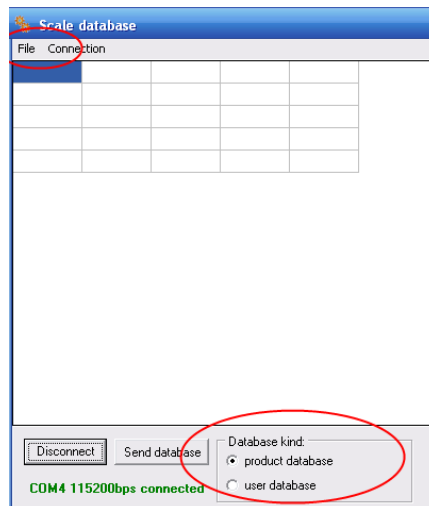 Scale database
File Connection
Disconnect Send database
Database kind:
product database
user database
COM4 115200bps connected